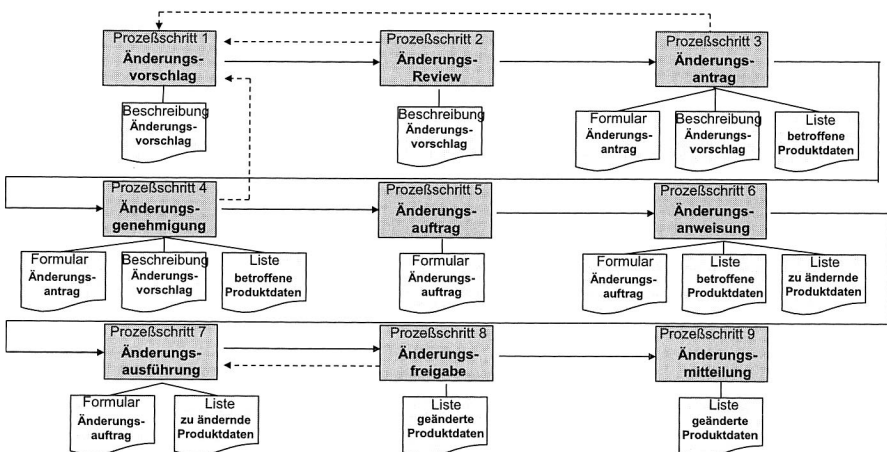 Prozeßschritt 1
Änderungs-
vorschlag
Prozeßschritt 2
Änderungs-
Review
Prozeßschritt 3
Änderungs-
antrag
Beschreibung
Änderungs-
vorschlag
Beschreibung
Änderungs-
vorschlag
Formular
Änderungs-
antrag
Beschreibung
Änderungs-
vorschlag
Liste
betroffene
Produktdaten
Prozeßschritt 4
Änderungs-
genehmigung
Prozeßschritt 5
Änderungs-
auftrag
Prozeßschritt 6
Änderungs-
anweisung
Formular
Änderungs-
antrag
Beschreibung
Änderungs-
vorschlag
Liste
betroffene
Produktdaten
Formular
Änderungs-
auftrag
Formular
Änderungs-
auftrag
Liste
betroffene
Produktdaten
Liste
zu ändernde
Produktdaten
Prozeßschritt 7
Änderungs-
ausführung
Prozeßschritt 8
Änderungs-
freigabe
Prozeßschritt 9
Änderungs-
mitteilung
Formular
Änderungs-
auftrag
Liste
zu ändernde
Produktdaten
Liste
geänderte
Produktdaten
Liste
geänderte
Produktdaten